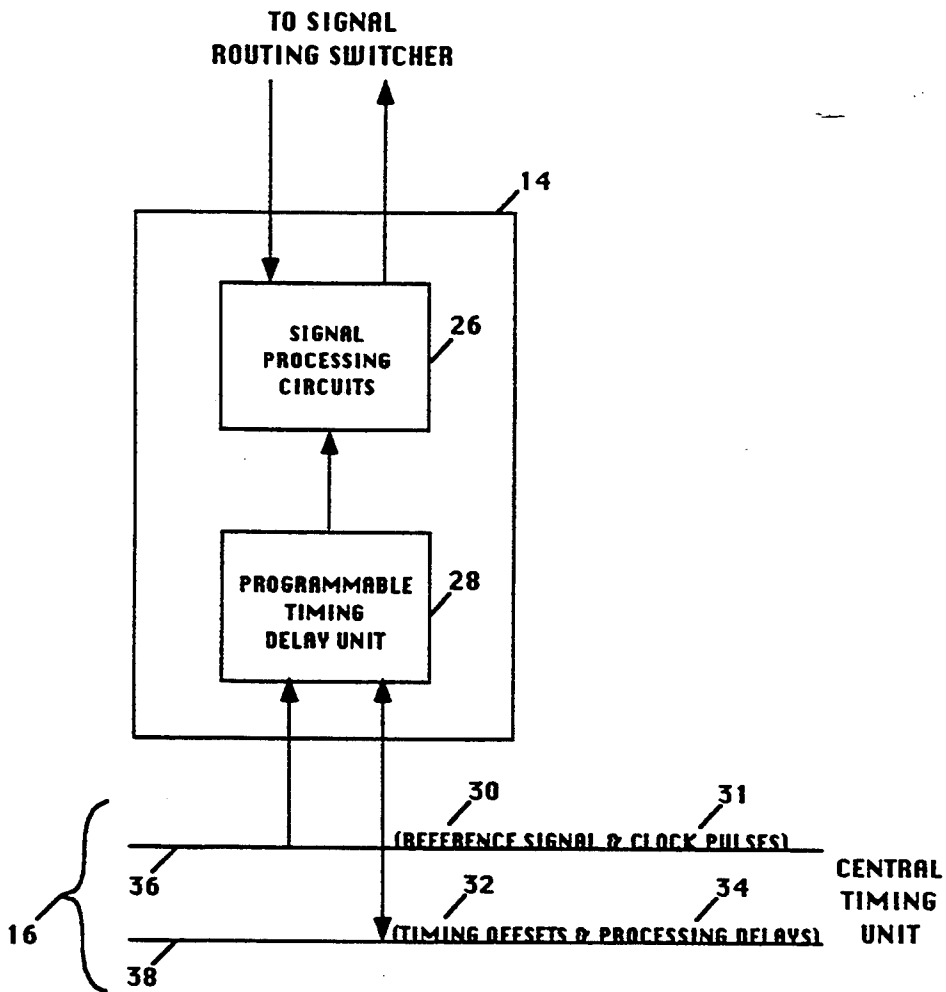 TO SIGNAL
ROUTING SWITCHER
14
SIGNAL
PROCESSING
CIRCUITS
26
PROGRAMMABLE
TIMING
DELAY UNIT
28
30
31
(REFERENCE SIGNAL & CLOCK PULSES)
36
32
34
(TIMING OFFSETS & PROCESSING DELAYS)
38
16
CENTRAL
TIMING
UNIT